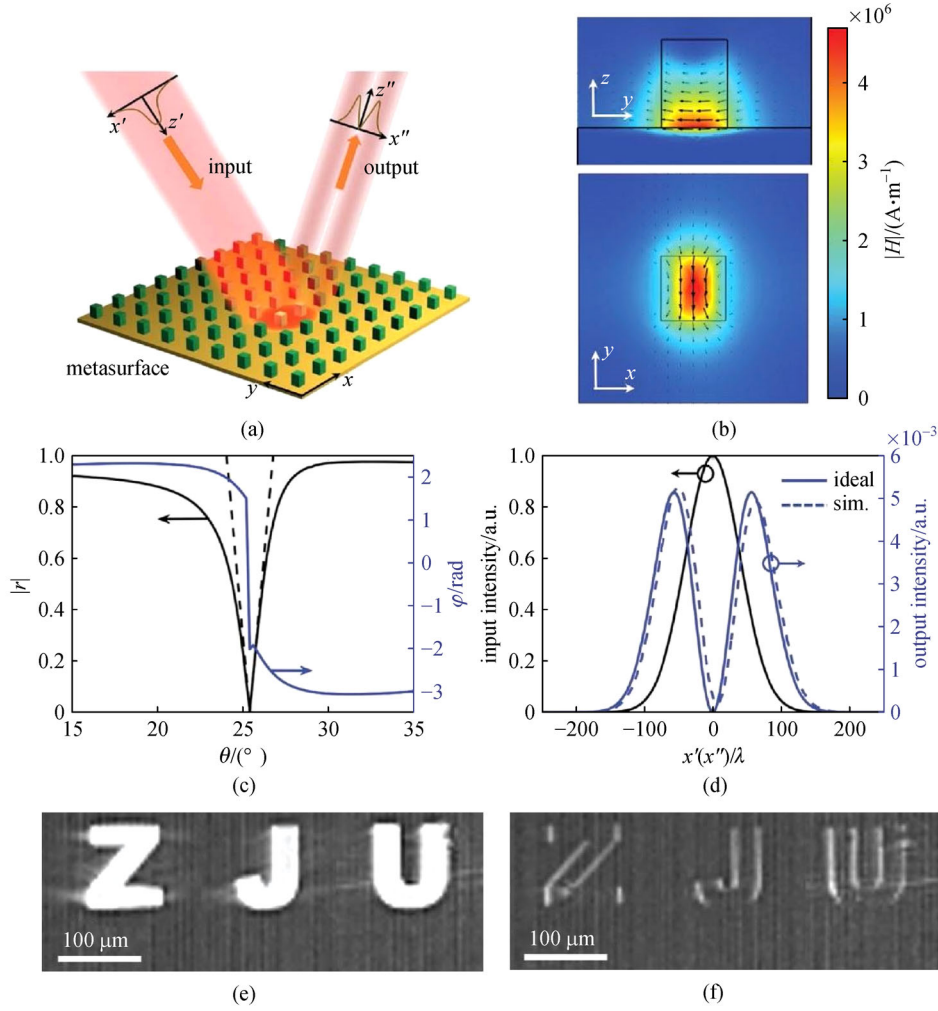 x′
z′
input
z″
x″
output
metasurface
y
x
(a)
z
y
y
x
×10⁶
4
3
2
1
0
|H|/(A·m⁻¹)
(b)
1.0
0.8
0.6
0.4
0.2
0
|r|
15 20 25 30 35
θ/(° )
2
1
0
−1
−2
−3
φ/rad
(c)
1.0
0.8
0.6
0.4
0.2
0
input intensity/a.u.
−200 −100 0 100 200
x′(x″)/λ
ideal
sim.
×10⁻³
6
5
4
3
2
1
0
output intensity/a.u.
(d)
Z J U
100 μm
(e)
Z J U
100 μm
(f)